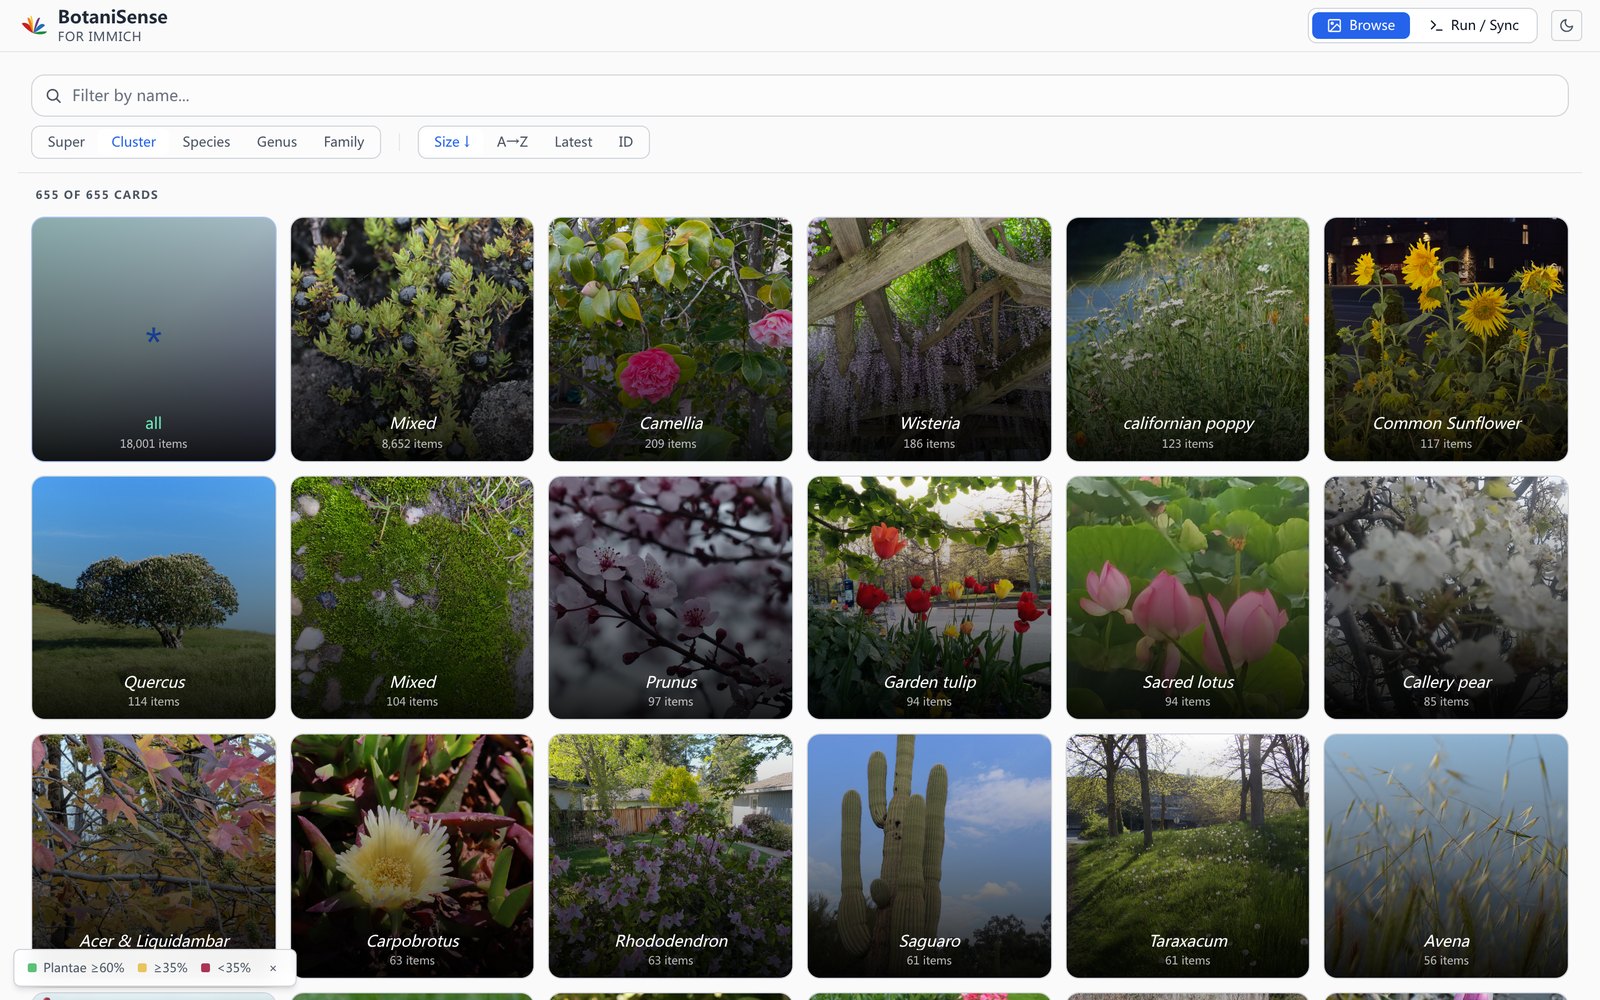 BotaniSense
FOR IMMICH
Browse
Run / Sync
Filter by name...
Super Cluster Species Genus Family
Size ↓ A→Z Latest ID
655 OF 655 CARDS
*
all
18,001 items
Mixed
8,652 items
Camellia
209 items
Wisteria
186 items
californian poppy
123 items
Common Sunflower
117 items
Quercus
114 items
Mixed
104 items
Prunus
97 items
Garden tulip
94 items
Sacred lotus
94 items
Callery pear
85 items
Acer & Liquidambar
Carpobrotus
63 items
Rhododendron
63 items
Saguaro
61 items
Taraxacum
61 items
Avena
56 items
Plantae ≥60% ≥35% <35% ×